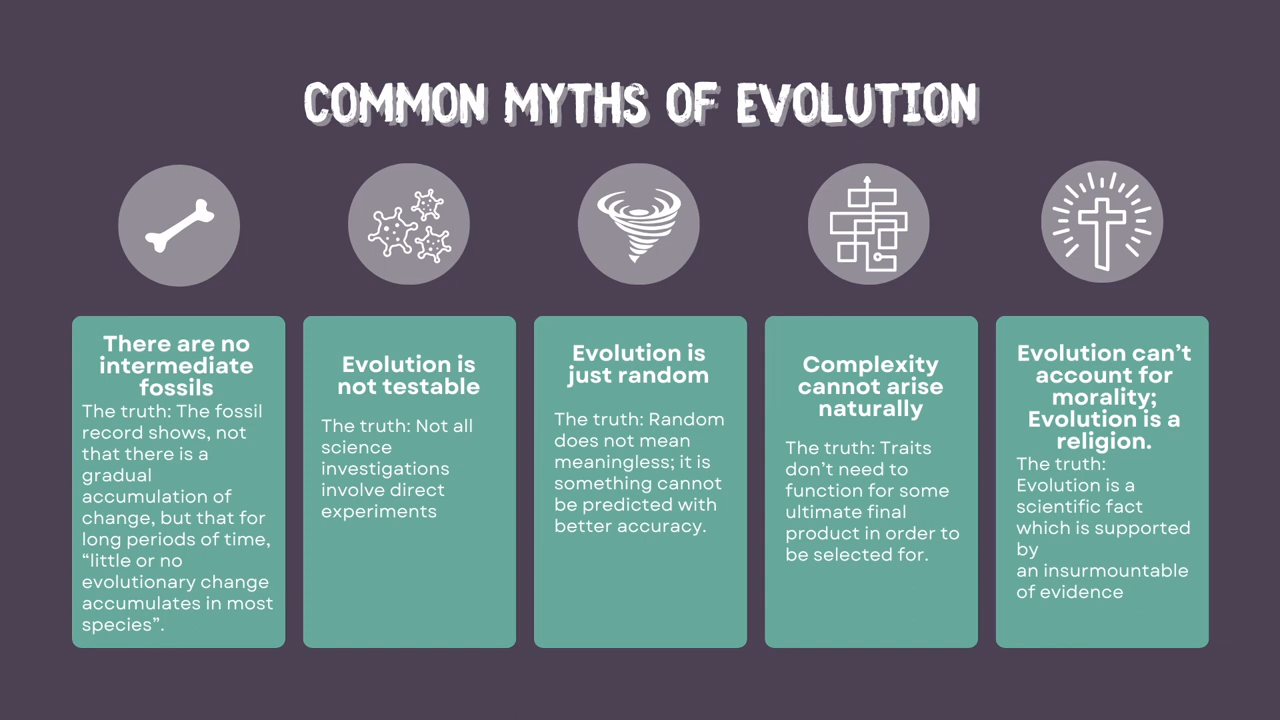 COMMON MYTHS OF EVOLUTION
There are no
intermediate
fossils
The truth: The fossil
record shows, not
that there is a
gradual
accumulation of
change, but that for
long periods of time,
“little or no
evolutionary change
accumulates in most
species”.
Evolution is
not testable
The truth: Not all
science
investigations
involve direct
experiments
Evolution is
just random
The truth: Random
does not mean
meaningless; it is
something cannot
be predicted with
better accuracy.
Complexity
cannot arise
naturally
The truth: Traits
don’t need to
function for some
ultimate final
product in order to
be selected for.
Evolution can’t
account for
morality;
Evolution is a
religion.
The truth:
Evolution is a
scientific fact
which is supported
by
an insurmountable
of evidence